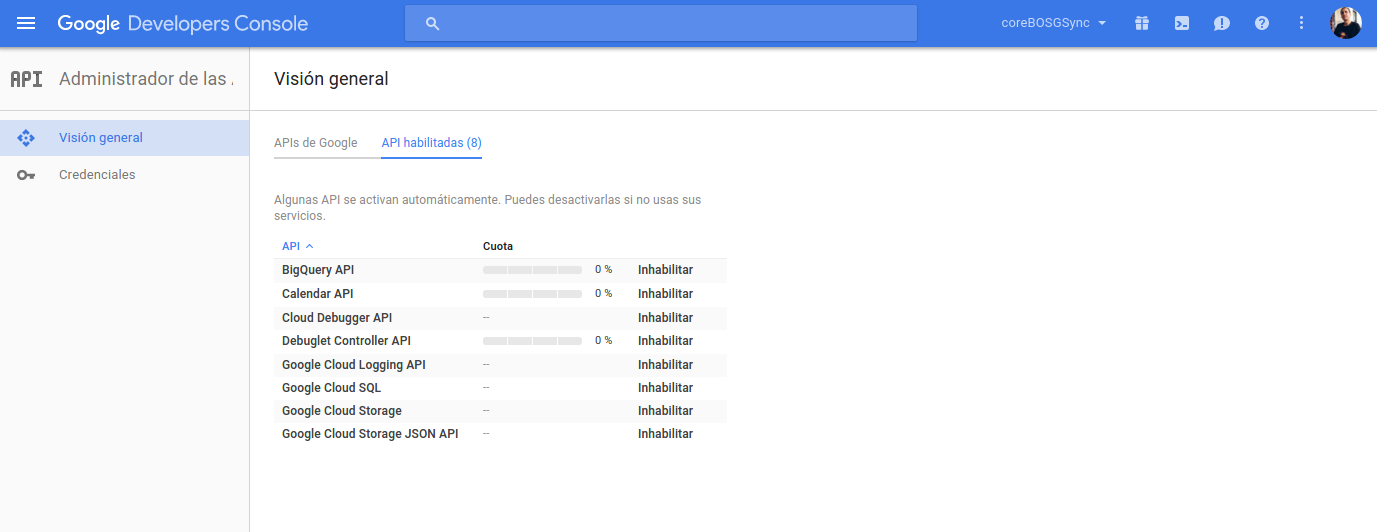 Google Developers Console
coreBOSGSync
API Administrador de las
Visión general
Visión general
Credenciales
APIs de Google API habilitadas (8)
Algunas API se activan automáticamente. Puedes desactivarlas si no usas sus
servicios.
API Cuota
BigQuery API 0 % Inhabilitar
Calendar API 0 % Inhabilitar
Cloud Debugger API -- Inhabilitar
Debuglet Controller API 0 % Inhabilitar
Google Cloud Logging API -- Inhabilitar
Google Cloud SQL -- Inhabilitar
Google Cloud Storage -- Inhabilitar
Google Cloud Storage JSON API -- Inhabilitar